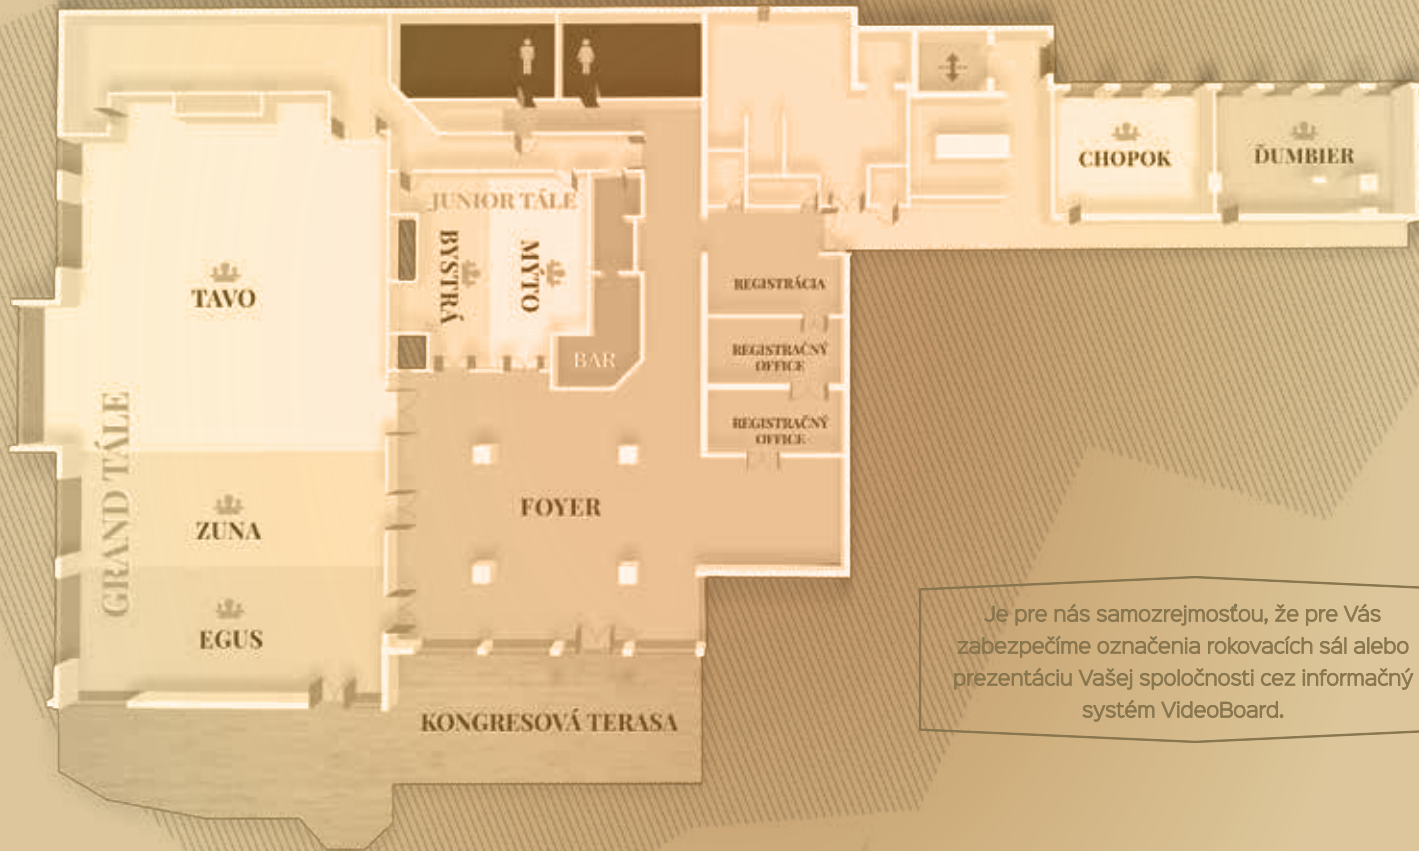 CHOPOK
ĎUMBIER
JUNIOR TÁLE
BYSTRÁ
MÝTO
TAVO
REGISTRÁCIA
BAR
REGISTRAČNÝ
OFFICE
REGISTRAČNÝ
OFFICE
GRAND TÁLE
ZUNA
FOYER
EGUS
KONGRESOVÁ TERASA
Je pre nás samozrejmosťou, že pre Vás
zabezpečíme označenia rokovacích sál alebo
prezentáciu Vašej spoločnosti cez informačný
systém VideoBoard.